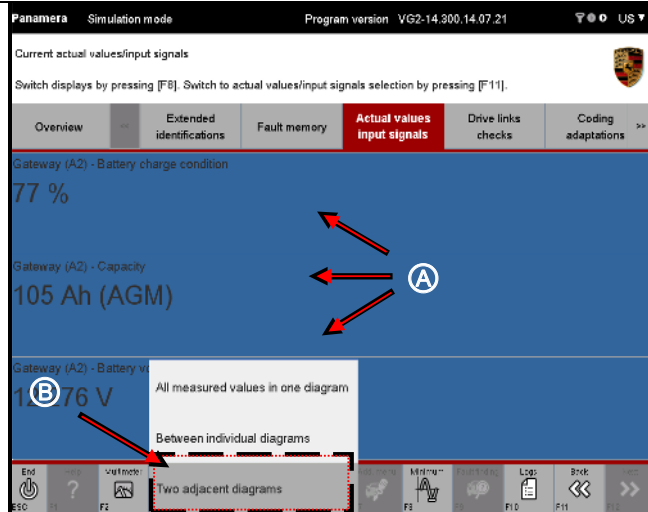 Panamera Simulation mode Program version VG2-14.300.14.07.21 US
Current actual values/input signals
Switch displays by pressing [F8]. Switch to actual values/input signals selection by pressing [F11].
Overview << Extended identifications Fault memory Actual values input signals Drive links checks Coding adaptations >>
Gateway (A2) - Battery charge condition
77 %
Gateway (A2) - Capacity
105 Ah (AGM)
A
Gateway (A2) - Battery
B
V
All measured values in one diagram
Between individual diagrams
Two adjacent diagrams
End Help Multimeter Minimum Logs Back Next
ESC F1 F2 F8 F10 F11